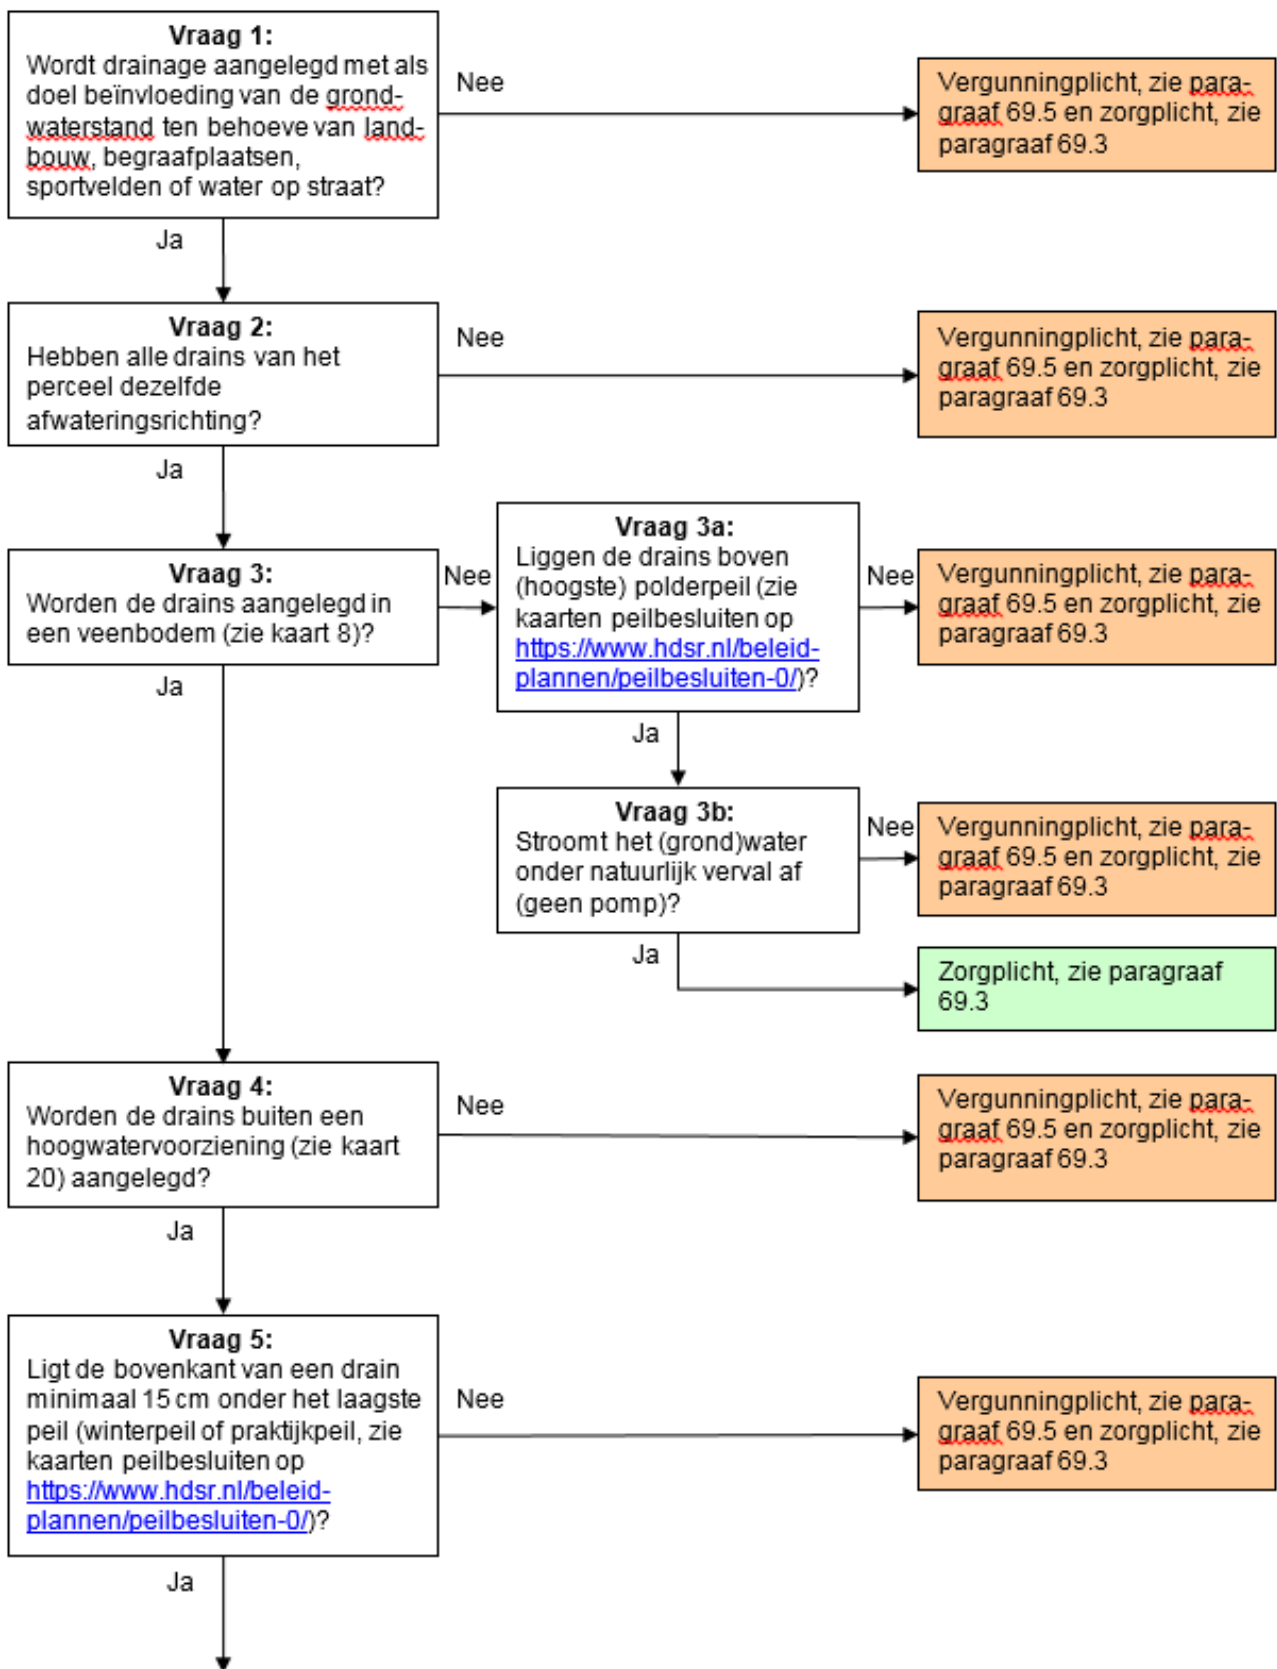 Vraag 1:
Wordt drainage aangelegd met als
doel beïnvloeding van de grond-
waterstand ten behoeve van land-
bouw, begraafplaatsen,
sportvelden of water op straat?
Nee
Vergunningplicht, zie para-
graaf 69.5 en zorgplicht, zie
paragraaf 69.3
Ja
Vraag 2:
Hebben alle drains van het
perceel dezelfde
afwateringsrichting?
Nee
Vergunningplicht, zie para-
graaf 69.5 en zorgplicht, zie
paragraaf 69.3
Ja
Vraag 3:
Worden de drains aangelegd in
een veenbodem (zie kaart 8)?
Nee
Vraag 3a:
Liggen de drains boven
(hoogste) polderpeil (zie
kaarten peilbesluiten op
https://www.hdsr.nl/beleid-
plannen/peilbesluiten-0/)?
Nee
Vergunningplicht, zie para-
graaf 69.5 en zorgplicht, zie
paragraaf 69.3
Ja
Ja
Vraag 3b:
Stroomt het (grond)water
onder natuurlijk verval af
(geen pomp)?
Nee
Vergunningplicht, zie para-
graaf 69.5 en zorgplicht, zie
paragraaf 69.3
Ja
Zorgplicht, zie paragraaf
69.3
Vraag 4:
Worden de drains buiten een
hoogwatervoorziening (zie kaart
20) aangelegd?
Nee
Vergunningplicht, zie para-
graaf 69.5 en zorgplicht, zie
paragraaf 69.3
Ja
Vraag 5:
Ligt de bovenkant van een drain
minimaal 15 cm onder het laagste
peil (winterpeil of praktijkpeil, zie
kaarten peilbesluiten op
https://www.hdsr.nl/beleid-
plannen/peilbesluiten-0/)?
Nee
Vergunningplicht, zie para-
graaf 69.5 en zorgplicht, zie
paragraaf 69.3
Ja